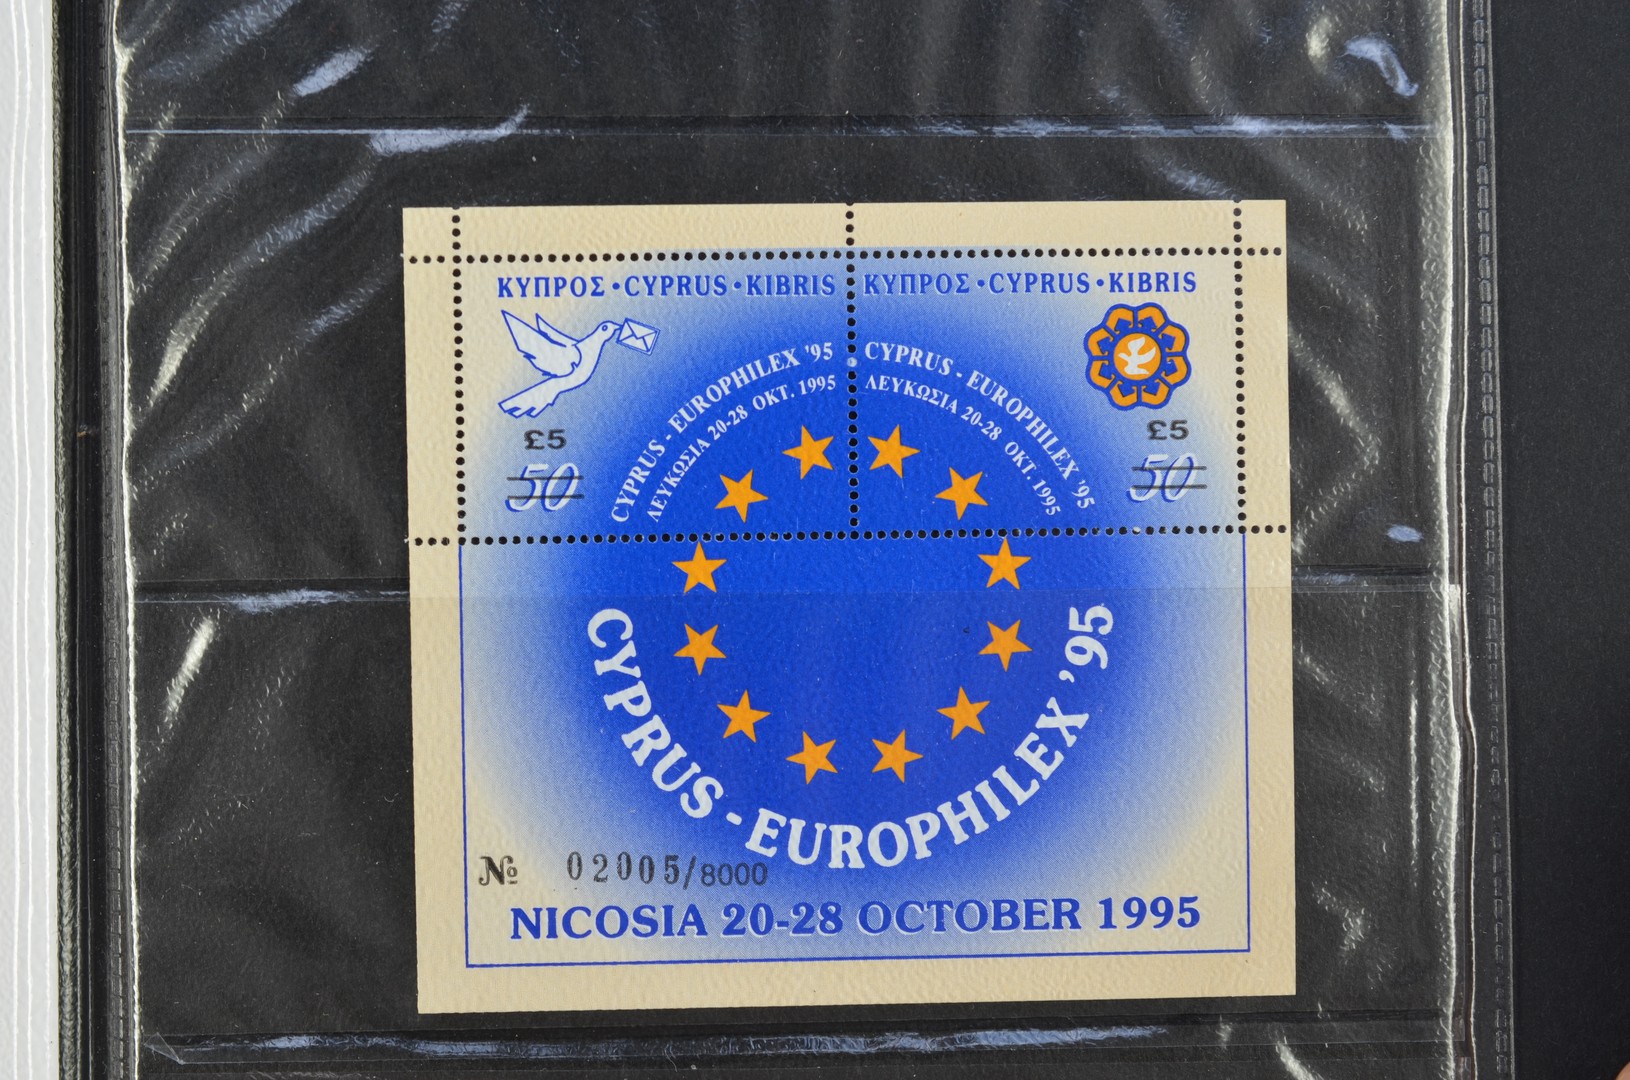 ΚΥΠΡΟΣ·CYPRUS·KIBRIS
CYPRUS - EUROPHILEX '95
ΛΕΥΚΩΣΙΑ 20-28 ΟΚΤ. 1995
£5
50
ΚΥΠΡΟΣ·CYPRUS·KIBRIS
CYPRUS - EUROPHILEX '95
ΛΕΥΚΩΣΙΑ 20-28 ΟΚΤ. 1995
£5
50
CYPRUS - EUROPHILEX '95
№ 02005/8000
NICOSIA 20-28 OCTOBER 1995